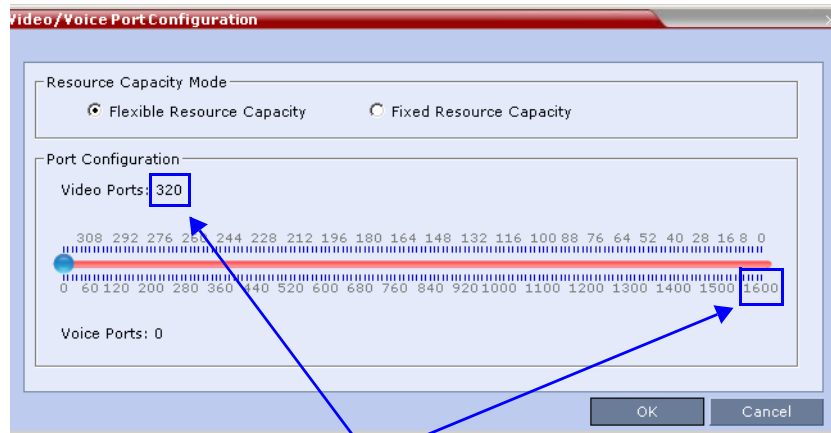 Video/Voice Port Configuration
Resource Capacity Mode
Flexible Resource Capacity Fixed Resource Capacity
Port Configuration
Video Ports: 320
308 292 276 260 244 228 212 196 180 164 148 132 116 100 88 76 64 52 40 28 16 8 0
0 60 120 200 280 360 440 520 600 680 760 840 920 1000 1100 1200 1300 1400 1500 1600
Voice Ports: 0
OK Cancel